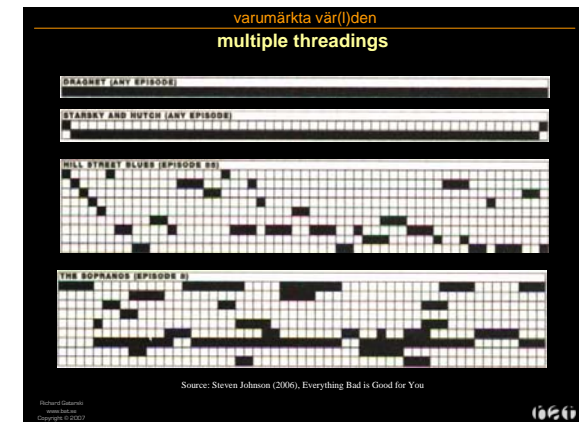 varumärkta vär(l)den
multiple threadings
DRAGNET (ANY EPISODE)
STARSKY AND HUTCH (ANY EPISODE)
HILL STREET BLUES (EPISODE 85)
THE SOPRANOS (EPISODE 8)
Source: Steven Johnson (2006), Everything Bad is Good for You
Richard Gatarski
www.bst.se
Copyright © 2007